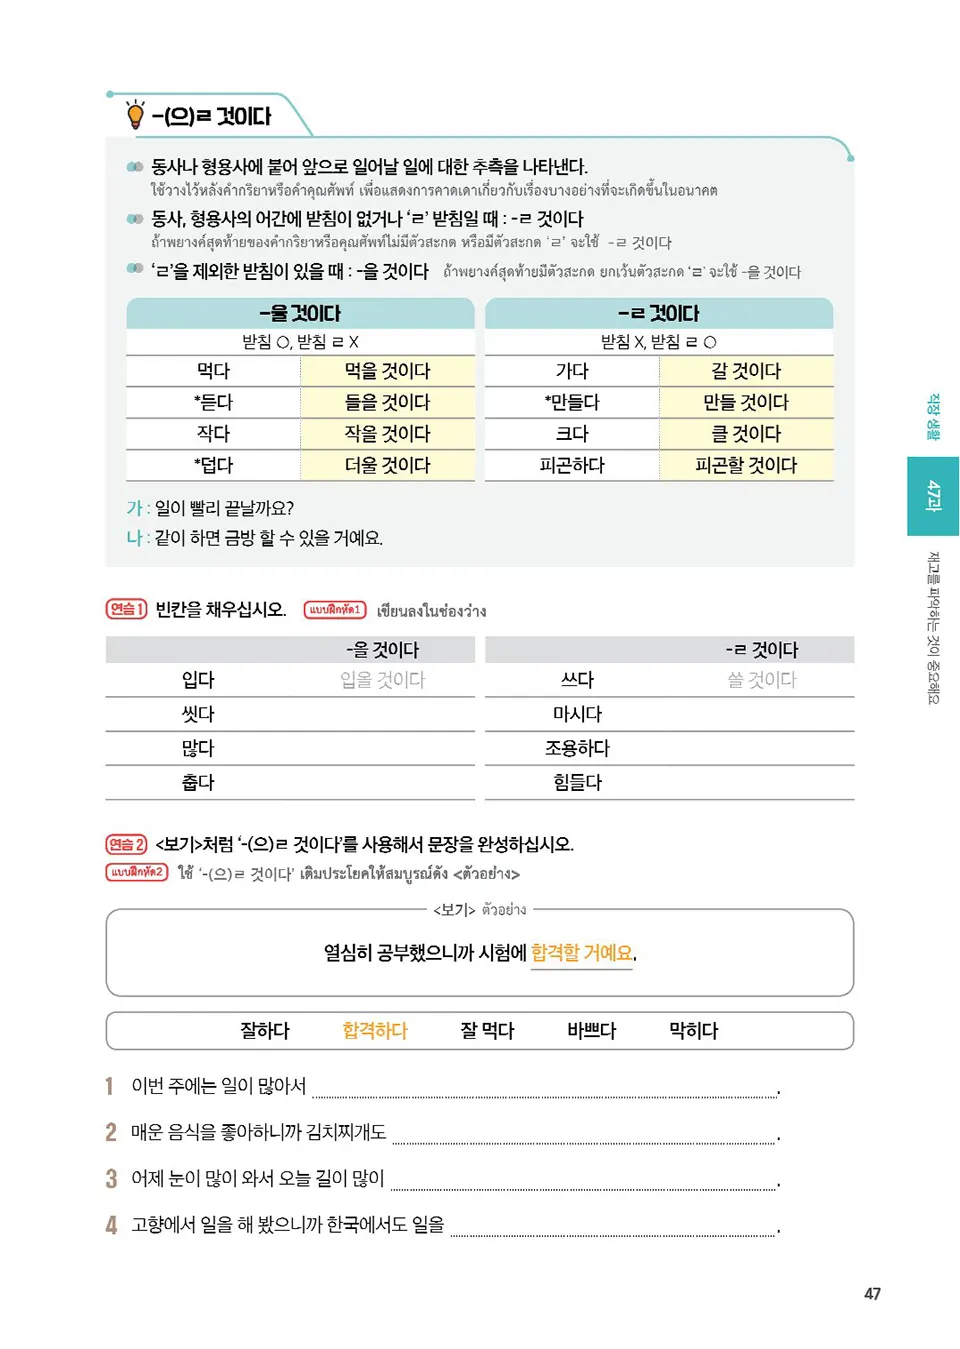 -(으)ㄹ 것이다
동사나 형용사에 붙어 앞으로 일어날 일에 대한 추측을 나타낸다.
ใช้วางไว้หลังคำกริยาหรือคำคุณศัพท์ เพื่อแสดงการคาดเดาเกี่ยวกับเรื่องบางอย่างที่จะเกิดขึ้นในอนาคต
동사, 형용사의 어간에 받침이 없거나 'ㄹ' 받침일 때 : -ㄹ 것이다
ถ้าพยางค์สุดท้ายของคำกริยาหรือคุณศัพท์ไม่มีตัวสะกด หรือมีตัวสะกด 'ㄹ' จะใช้ -ㄹ 것이다
'ㄹ'을 제외한 받침이 있을 때 : -을 것이다 ถ้าพยางค์สุดท้ายมีตัวสะกด ยกเว้นตัวสะกด 'ㄹ' จะใช้ -을 것이다
-을 것이다 -ㄹ 것이다
받침 O, 받침 ㄹ X 받침 X, 받침 ㄹ O
먹다 먹을 것이다 가다 갈 것이다
*듣다 들을 것이다 *만들다 만들 것이다
작다 작을 것이다 크다 클 것이다
*덥다 더울 것이다 피곤하다 피곤할 것이다
가 : 일이 빨리 끝날까요?
나 : 같이 하면 금방 할 수 있을 거예요.
연습 1 빈칸을 채우십시오. แบบฝึกหัด1 เขียนลงในช่องว่าง
-을 것이다 -ㄹ 것이다
입다 입을 것이다 쓰다 쓸 것이다
씻다 마시다
많다 조용하다
춥다 힘들다
연습 2 <보기>처럼 '-(으)ㄹ 것이다'를 사용해서 문장을 완성하십시오.
แบบฝึกหัด2 ใช้ '-(으)ㄹ 것이다' เติมประโยคให้สมบูรณ์ดัง <ตัวอย่าง>
<보기> ตัวอย่าง
열심히 공부했으니까 시험에 합격할 거예요.
잘하다 합격하다 잘 먹다 바쁘다 막히다
1 이번 주에는 일이 많아서 .
2 매운 음식을 좋아하니까 김치찌개도 .
3 어제 눈이 많이 와서 오늘 길이 많이 .
4 고향에서 일을 해 봤으니까 한국에서도 일을 .
직장 생활
47과
재고를 파악하는 것이 중요해요
47